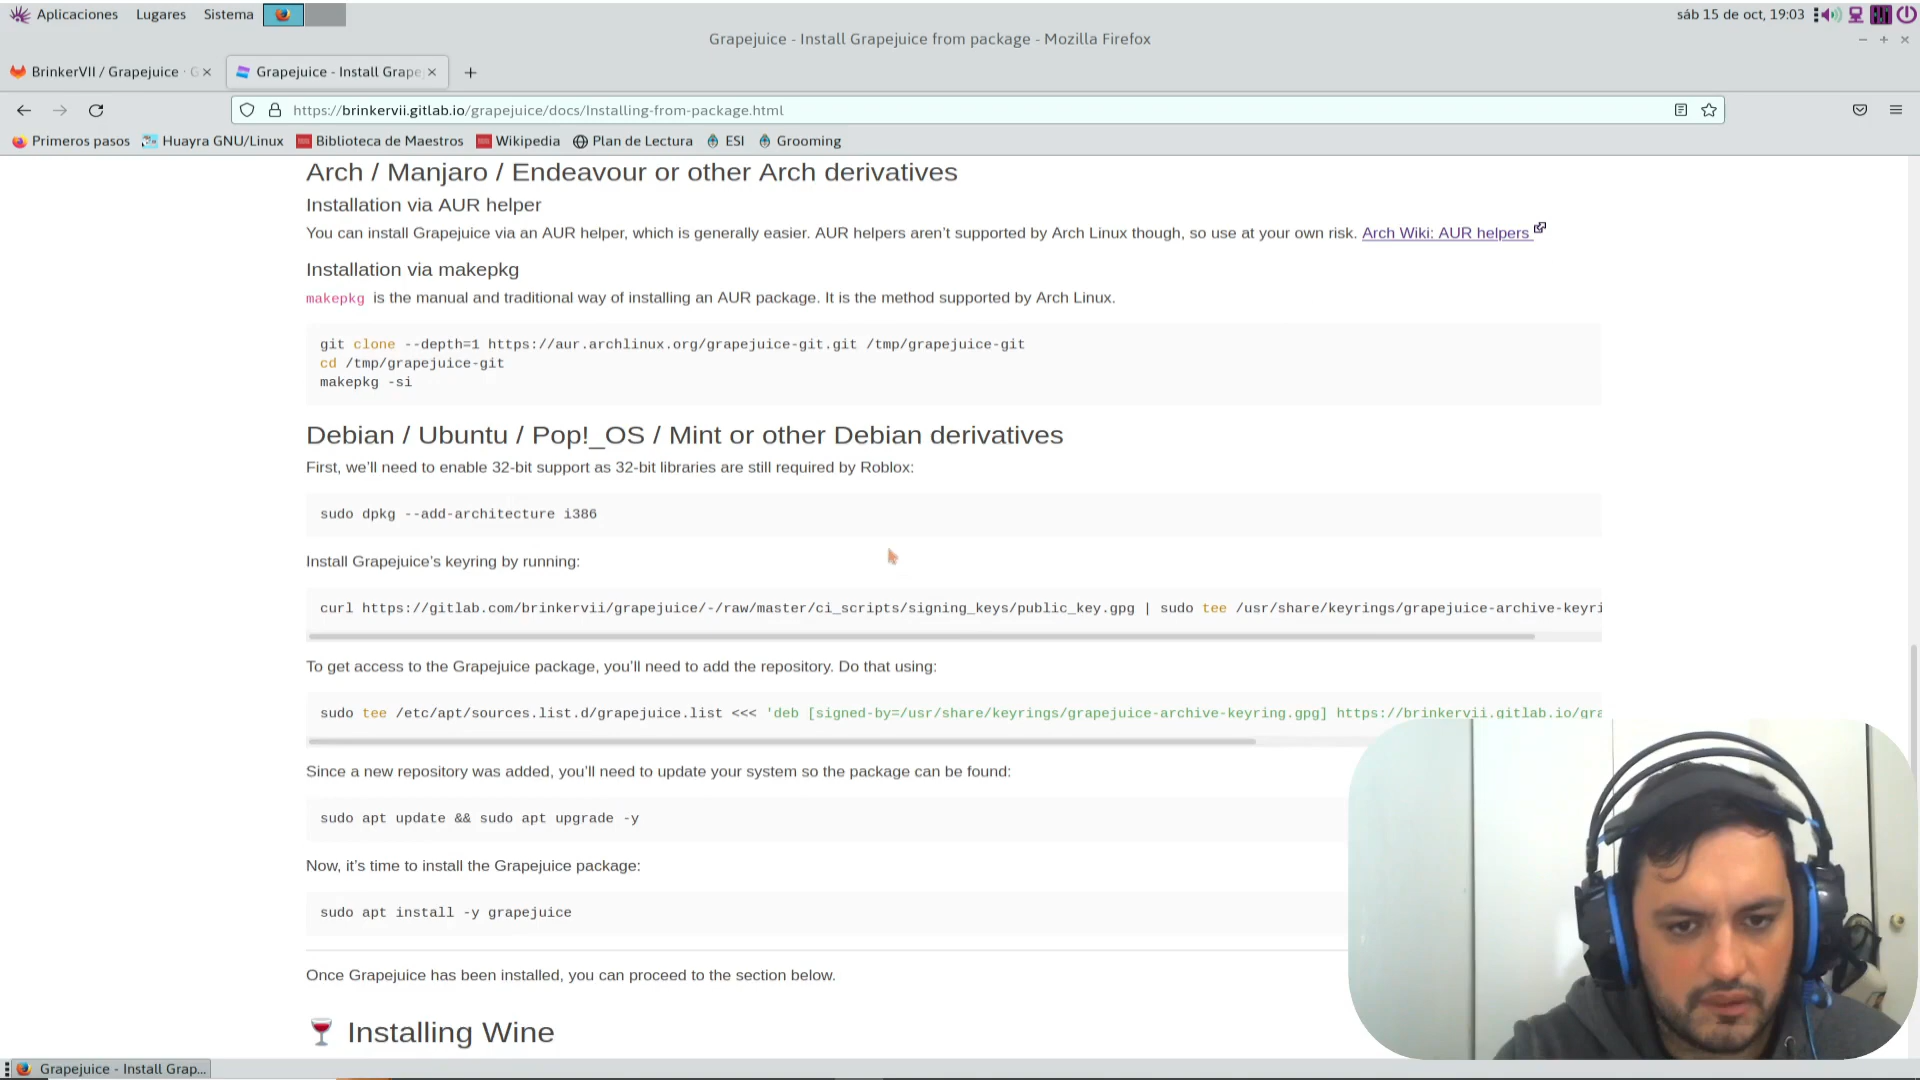 Aplicaciones Lugares Sistema sáb 15 de oct, 19:03
Grapejuice - Install Grapejuice from package - Mozilla Firefox
BrinkerVII / Grapejuice · G Grapejuice - Install Grape
https://brinkervii.gitlab.io/grapejuice/docs/Installing-from-package.html
Primeros pasos Huayra GNU/Linux Biblioteca de Maestros Wikipedia Plan de Lectura ESI Grooming
Arch / Manjaro / Endeavour or other Arch derivatives
Installation via AUR helper
You can install Grapejuice via an AUR helper, which is generally easier. AUR helpers aren’t supported by Arch Linux though, so use at your own risk. Arch Wiki: AUR helpers
Installation via makepkg
makepkg is the manual and traditional way of installing an AUR package. It is the method supported by Arch Linux.
git clone --depth=1 https://aur.archlinux.org/grapejuice-git.git /tmp/grapejuice-git
cd /tmp/grapejuice-git
makepkg -si
Debian / Ubuntu / Pop!_OS / Mint or other Debian derivatives
First, we’ll need to enable 32-bit support as 32-bit libraries are still required by Roblox:
sudo dpkg --add-architecture i386
Install Grapejuice’s keyring by running:
curl https://gitlab.com/brinkervii/grapejuice/-/raw/master/ci_scripts/signing_keys/public_key.gpg | sudo tee /usr/share/keyrings/grapejuice-archive-keyri
To get access to the Grapejuice package, you’ll need to add the repository. Do that using:
sudo tee /etc/apt/sources.list.d/grapejuice.list <<< 'deb [signed-by=/usr/share/keyrings/grapejuice-archive-keyring.gpg] https://brinkervii.gitlab.io/gra
Since a new repository was added, you’ll need to update your system so the package can be found:
sudo apt update && sudo apt upgrade -y
Now, it’s time to install the Grapejuice package:
sudo apt install -y grapejuice
Once Grapejuice has been installed, you can proceed to the section below.
🍷 Installing Wine
Grapejuice - Install Grap...